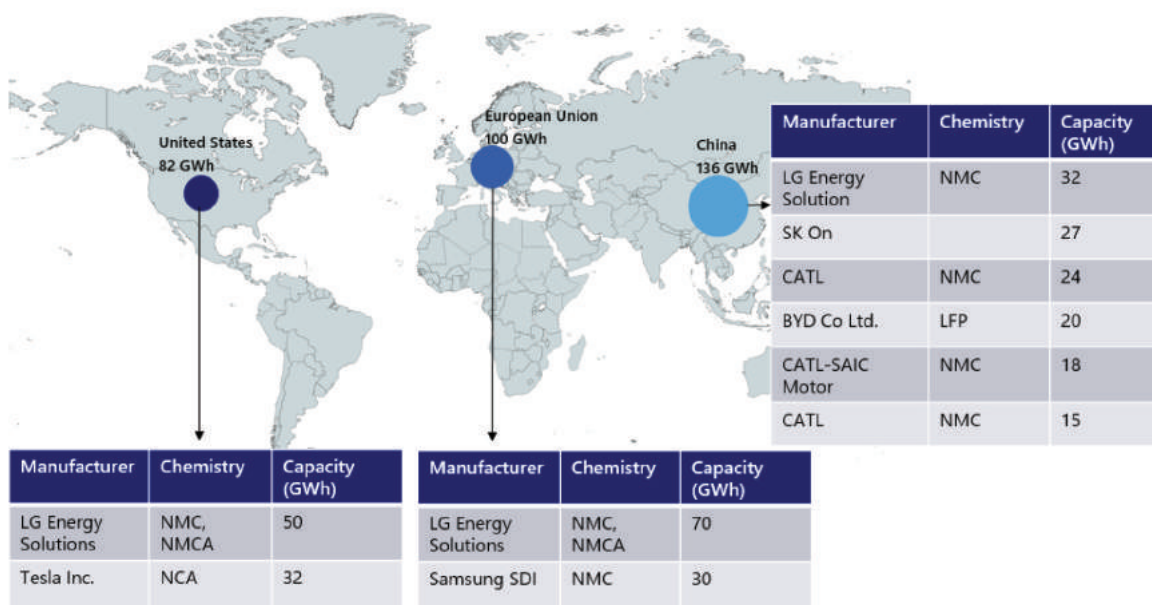 United States
82 GWh
European Union
100 GWh
China
136 GWh
Manufacturer Chemistry Capacity
(GWh)
LG Energy
Solution NMC 32
SK On 27
CATL NMC 24
BYD Co Ltd. LFP 20
CATL-SAIC
Motor NMC 18
CATL NMC 15
Manufacturer Chemistry Capacity
(GWh)
LG Energy NMC, 50
Solutions NMCA
Tesla Inc. NCA 32
Manufacturer Chemistry Capacity
(GWh)
LG Energy NMC, 70
Solutions NMCA
Samsung SDI NMC 30